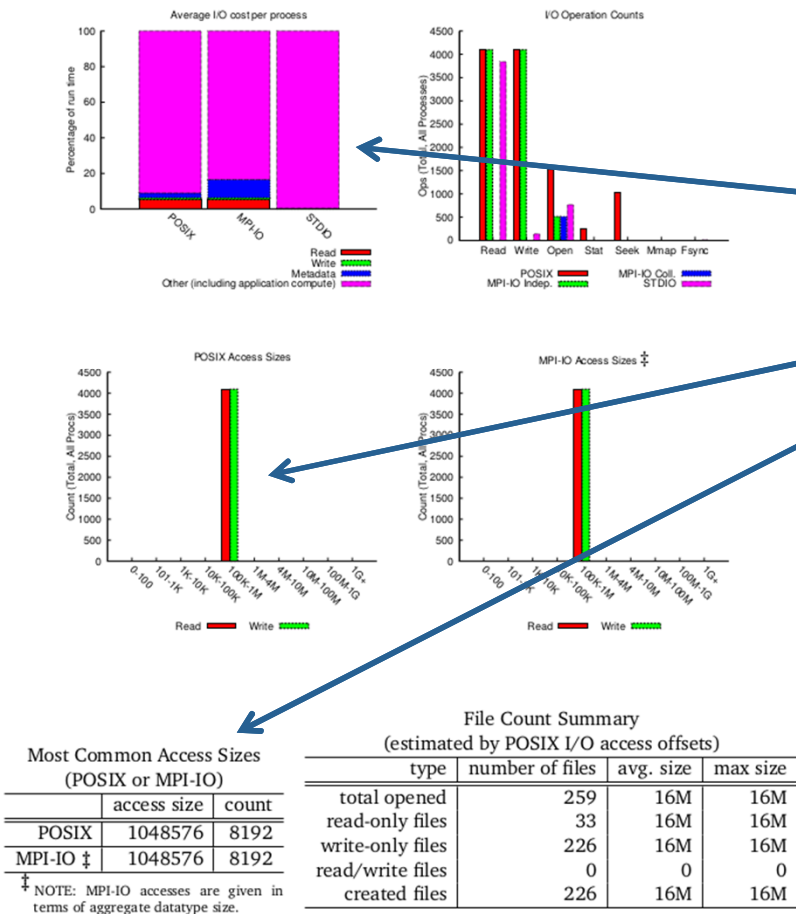 Average I/O cost per process
100
80
60
40
20
0
Percentage of run time
POSIX
MPI-IO
STDIO
Read
Write
Metadata
Other (including application compute)
I/O Operation Counts
4500
4000
3500
3000
2500
2000
1500
1000
500
0
Ops (Total, All Processes)
Read Write Open Stat Seek Mmap Fsync
POSIX MPI-IO Coll.
MPI-IO Indep. STDIO
POSIX Access Sizes
4500
4000
3500
3000
2500
2000
1500
1000
500
0
Count (Total, All Procs)
0-100
101-1K
1K-10K
10K-100K
100K-1M
1M-4M
4M-10M
10M-100M
100M-1G
1G+
Read Write
MPI-IO Access Sizes ‡
4500
4000
3500
3000
2500
2000
1500
1000
500
0
Count (Total, All Procs)
0-100
101-1K
1K-10K
10K-100K
100K-1M
1M-4M
4M-10M
10M-100M
100M-1G
1G+
Read Write
Most Common Access Sizes
(POSIX or MPI-IO)
access size count
POSIX 1048576 8192
MPI-IO ‡ 1048576 8192
‡ NOTE: MPI-IO accesses are given in
terms of aggregate datatype size.
File Count Summary
(estimated by POSIX I/O access offsets)
type number of files avg. size max size
total opened 259 16M 16M
read-only files 33 16M 16M
write-only files 226 16M 16M
read/write files 0 0 0
created files 226 16M 16M